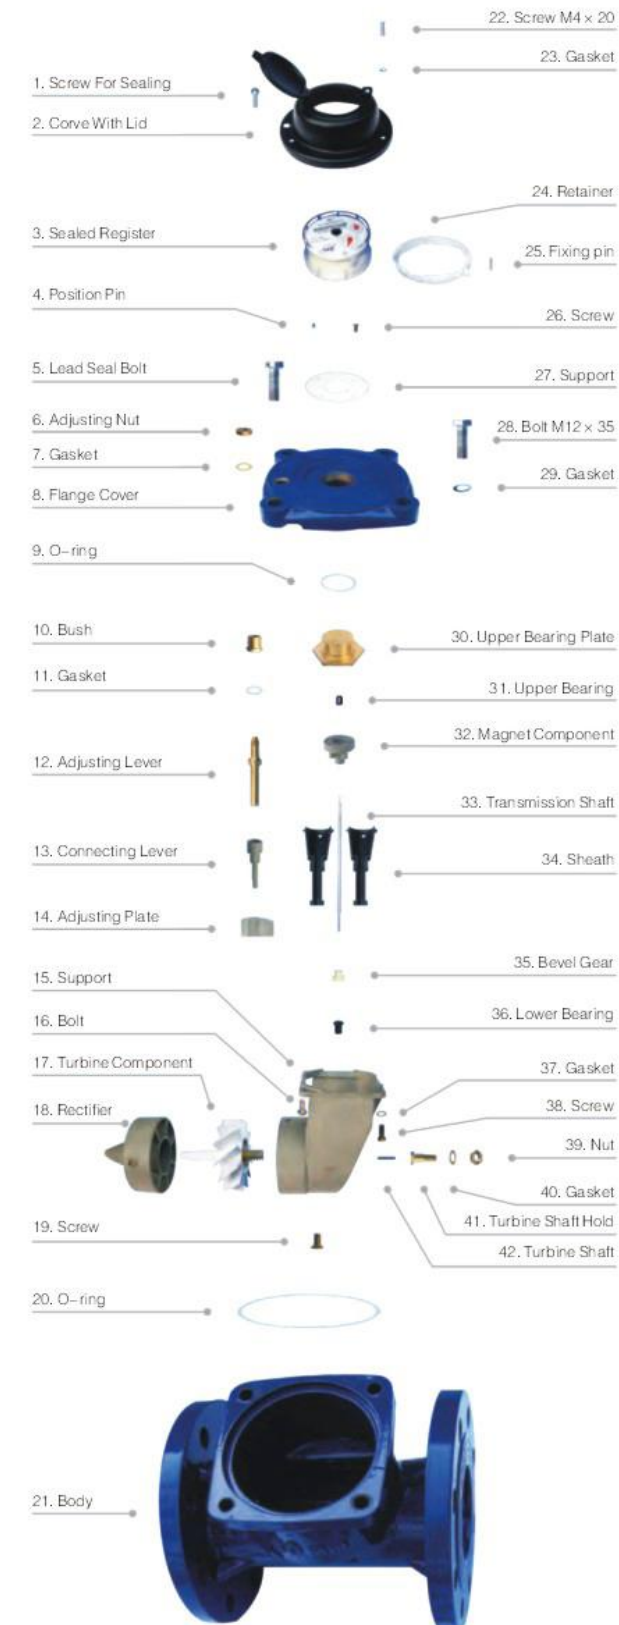 1. Screw For Sealing
2. Corve With Lid
3. Sealed Register
4. Position Pin
5. Lead Seal Bolt
6. Adjusting Nut
7. Gasket
8. Flange Cover
9. O-ring
10. Bush
11. Gasket
12. Adjusting Lever
13. Connecting Lever
14. Adjusting Plate
15. Support
16. Bolt
17. Turbine Component
18. Rectifier
19. Screw
20. O-ring
21. Body
22. Screw M4 × 20
23. Gasket
24. Retainer
25. Fixing pin
26. Screw
27. Support
28. Bolt M12 × 35
29. Gasket
30. Upper Bearing Plate
31. Upper Bearing
32. Magnet Component
33. Transmission Shaft
34. Sheath
35. Bevel Gear
36. Lower Bearing
37. Gasket
38. Screw
39. Nut
40. Gasket
41. Turbine Shaft Hold
42. Turbine Shaft